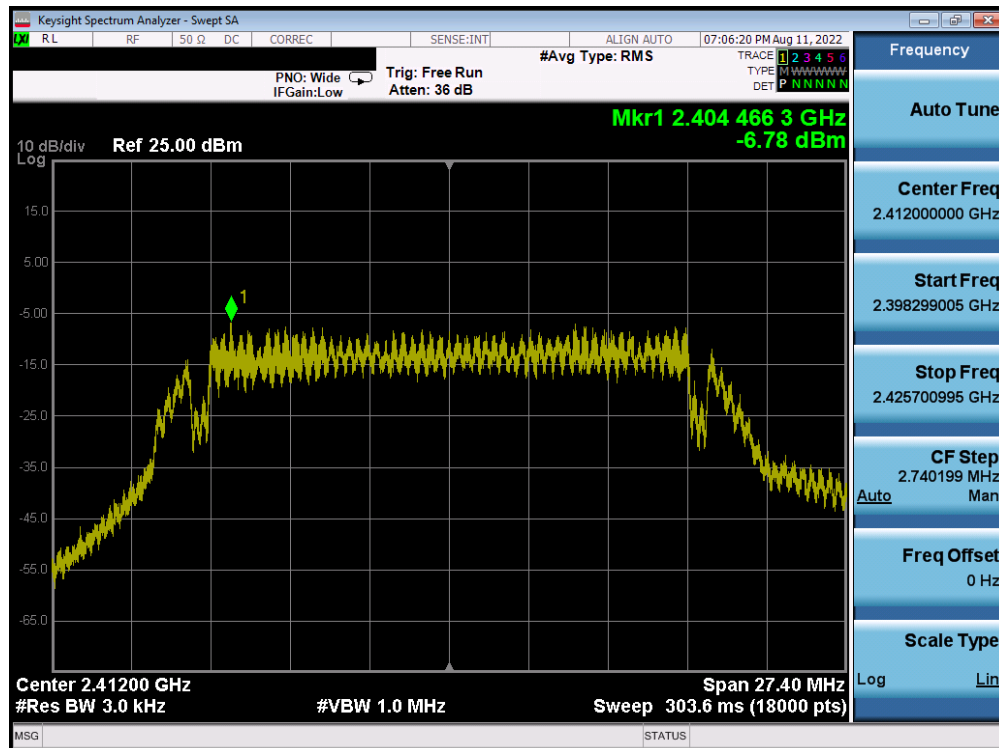 Keysight Spectrum Analyzer - Swept SA
LXI RL RF 50 Ω DC CORREC SENSE:INT ALIGN AUTO 07:06:20 PM Aug 11, 2022
#Avg Type: RMS TRACE 1 2 3 4 5 6
PNO: Wide Trig: Free Run TYPE M WWWWW
IFGain:Low Atten: 36 dB DET P N N N N N
Mkr1 2.404 466 3 GHz
-6.78 dBm
10 dB/div Ref 25.00 dBm
Log
15.0
5.00
-5.00
-15.0
-25.0
-35.0
-45.0
-55.0
-65.0
1
Center 2.41200 GHz Span 27.40 MHz
#Res BW 3.0 kHz #VBW 1.0 MHz Sweep 303.6 ms (18000 pts)
MSG STATUS
Frequency
Auto Tune
Center Freq
2.412000000 GHz
Start Freq
2.398299005 GHz
Stop Freq
2.425700995 GHz
CF Step
2.740199 MHz
Auto Man
Freq Offset
0 Hz
Scale Type
Log Lin